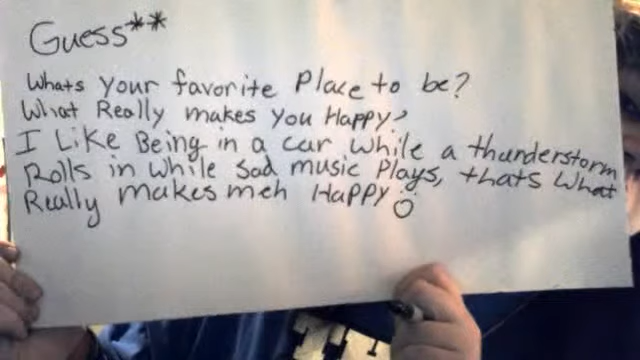 Guess**
Whats your favorite Place to be?
What Really makes you Happy?
I Like Being in a car while a thunderstorm
Rolls in while Sad music Plays, thats what
Really makes meh Happy